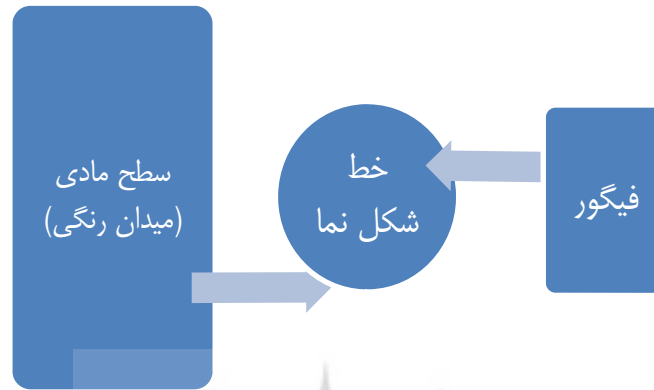 فیگور
خط
شکل نما
سطح مادی
(میدان رنگی)